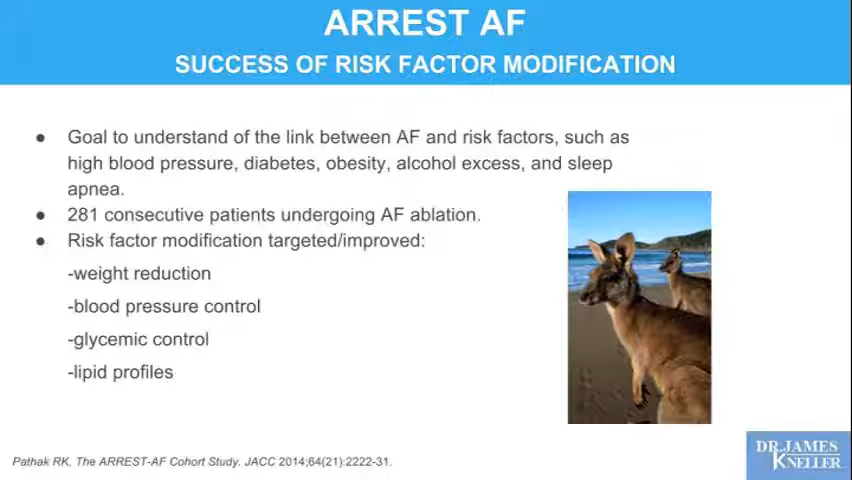 ARREST AF
SUCCESS OF RISK FACTOR MODIFICATION
● Goal to understand of the link between AF and risk factors, such as
high blood pressure, diabetes, obesity, alcohol excess, and sleep
apnea.
● 281 consecutive patients undergoing AF ablation.
● Risk factor modification targeted/improved:
-weight reduction
-blood pressure control
-glycemic control
-lipid profiles
Pathak RK, The ARREST-AF Cohort Study. JACC 2014;64(21):2222-31.
DR.JAMES
KNELLER